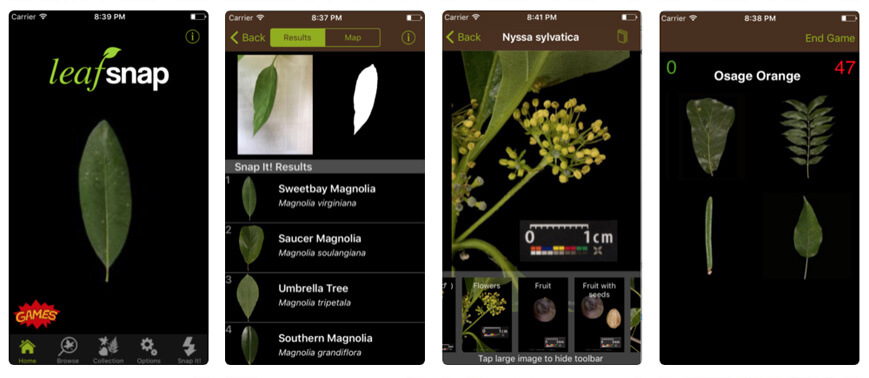 Carrier 8:39 PM
leafsnap
GAMES
Home Browse Collection Options Snap It!
Carrier 8:37 PM
Back Results Map
Snap It! Results
1
Sweetbay Magnolia
Magnolia virginiana
2
Saucer Magnolia
Magnolia soulangiana
3
Umbrella Tree
Magnolia tripetala
4
Southern Magnolia
Magnolia grandiflora
Carrier 8:41 PM
Back Nyssa sylvatica
0 1cm
Flowers Fruit Fruit with
seeds
Tap large image to hide toolbar
Carrier 8:38 PM
End Game
0 47
Osage Orange